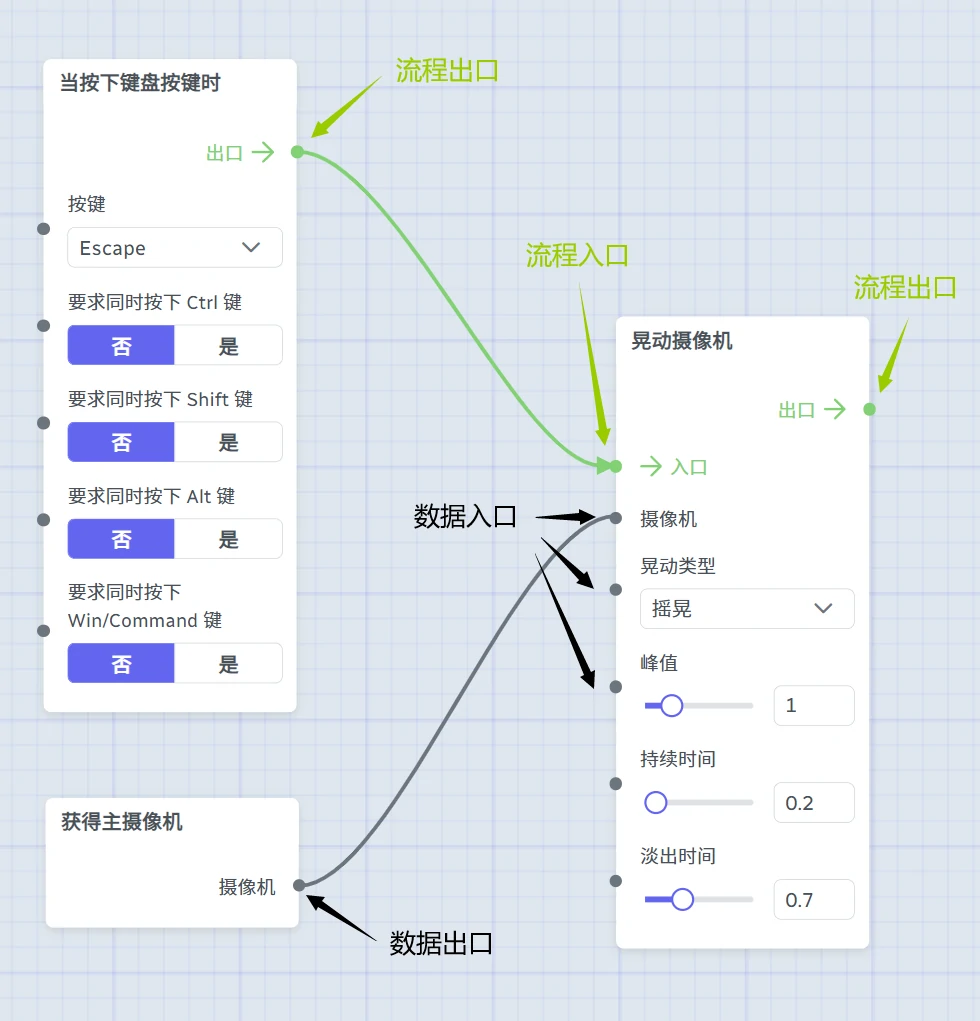 当按下键盘按键时
流程出口
出口
按键
Escape
要求同时按下 Ctrl 键
否 是
要求同时按下 Shift 键
否 是
要求同时按下 Alt 键
否 是
要求同时按下
Win/Command 键
否 是
获得主摄像机
摄像机
数据出口
流程入口
流程出口
晃动摄像机
出口
入口
数据入口
摄像机
晃动类型
摇晃
峰值
1
持续时间
0.2
淡出时间
0.7